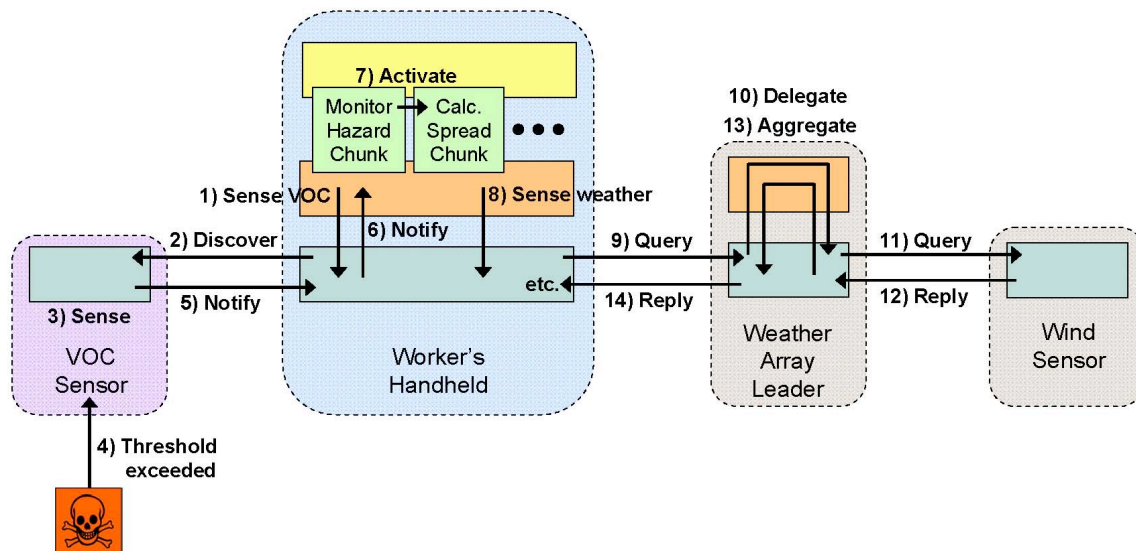 7) Activate
Monitor
Hazard
Chunk
Calc.
Spread
Chunk
10) Delegate
13) Aggregate
1) Sense VOC
8) Sense weather
6) Notify
2) Discover
9) Query
11) Query
5) Notify
etc.
14) Reply
12) Reply
3) Sense
VOC
Sensor
Worker's
Handheld
Weather
Array
Leader
Wind
Sensor
4) Threshold
exceeded